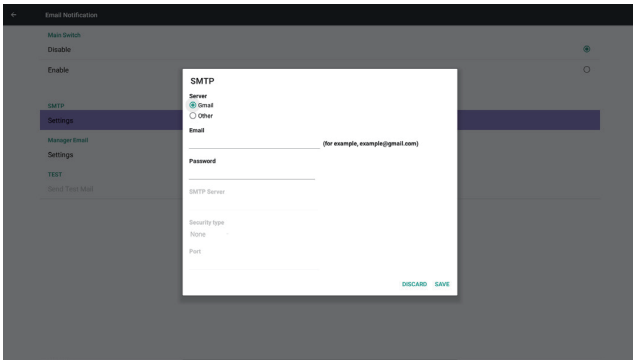 Email Notification
Main Switch
Disable
Enable
SMTP
Settings
Manager Email
Settings
TEST
Send Test Mail
SMTP
Server
Gmail
Other
Email
(for example, example@gmail.com)
Password
SMTP Server
Security type
None
Port
DISCARD SAVE